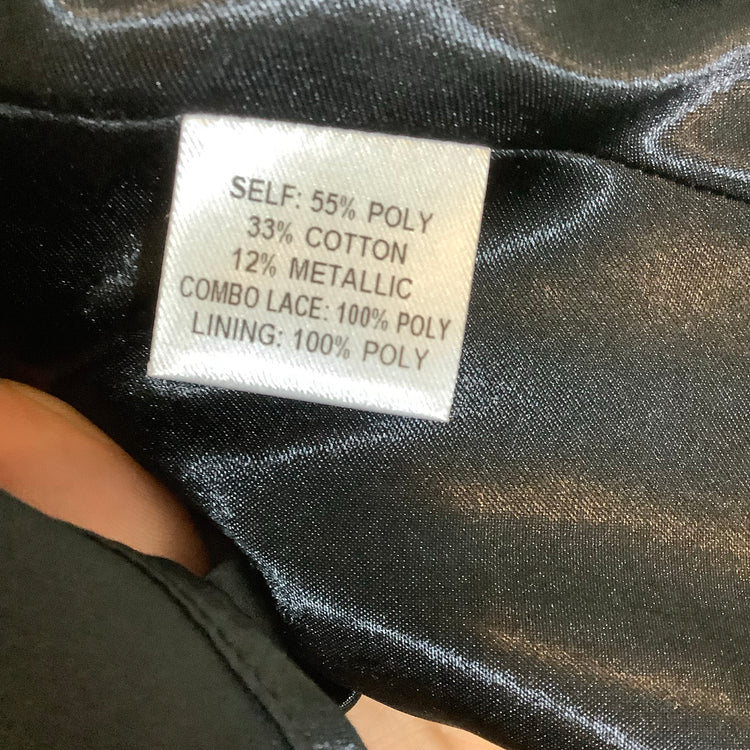 SELF: 55% POLY
33% COTTON
12% METALLIC
COMBO LACE: 100% POLY
LINING: 100% POLY